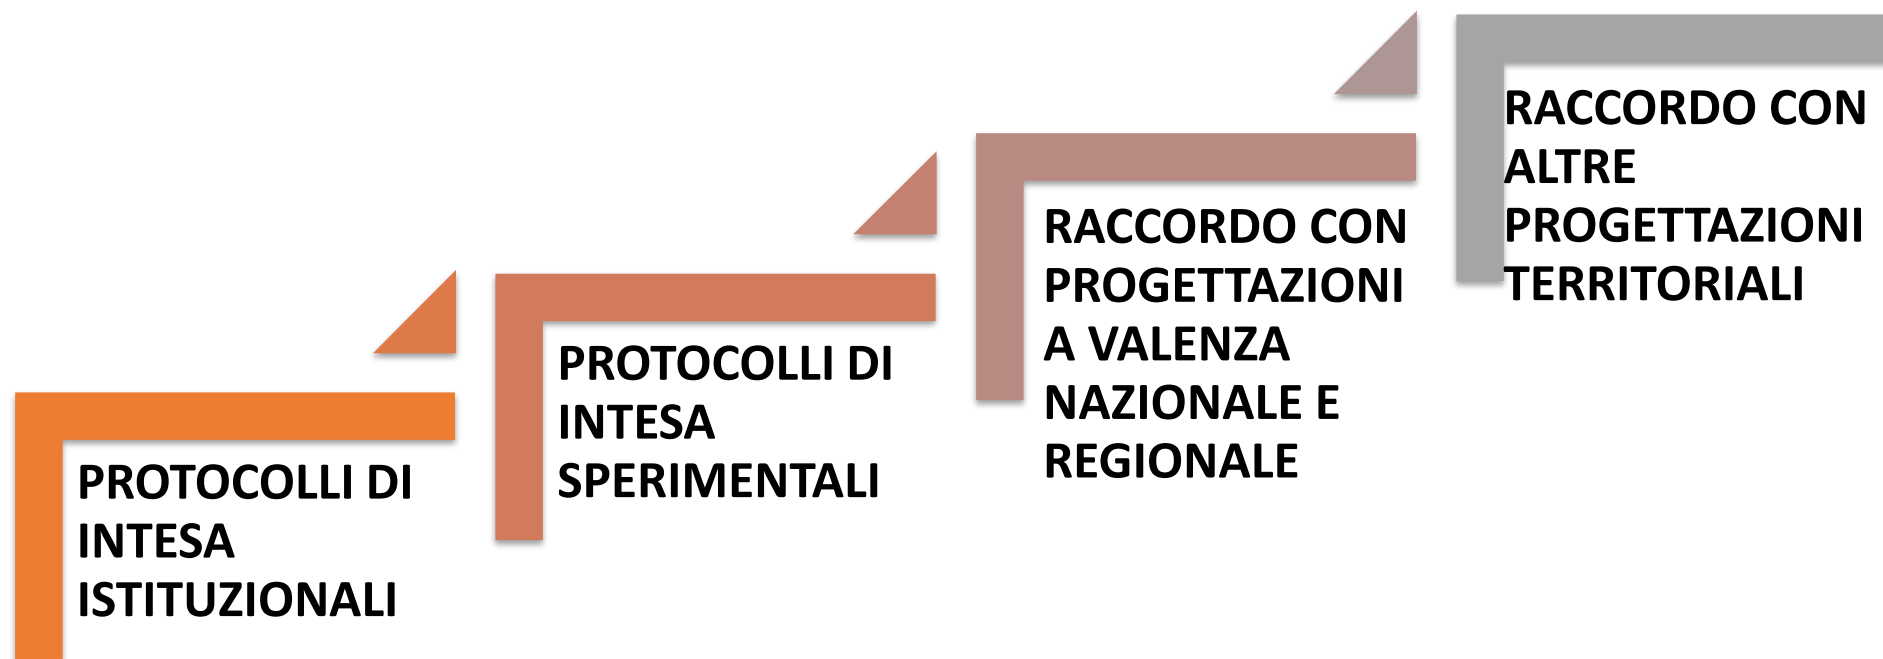 PROTOCOLLI DI
INTESA
ISTITUZIONALI
PROTOCOLLI DI
INTESA
SPERIMENTALI
RACCORDO CON
PROGETTAZIONI
A VALENZA
NAZIONALE E
REGIONALE
RACCORDO CON
ALTRE
PROGETTAZIONI
TERRITORIALI